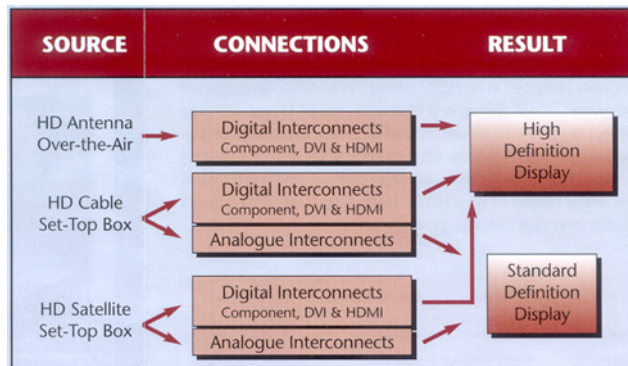 SOURCE
CONNECTIONS
RESULT
HD Antenna
Over-the-Air
Digital Interconnects
Component, DVI & HDMI
High
Definition
Display
HD Cable
Set-Top Box
Digital Interconnects
Component, DVI & HDMI
Analogue Interconnects
HD Satellite
Set-Top Box
Digital Interconnects
Component, DVI & HDMI
Analogue Interconnects
Standard
Definition
Display